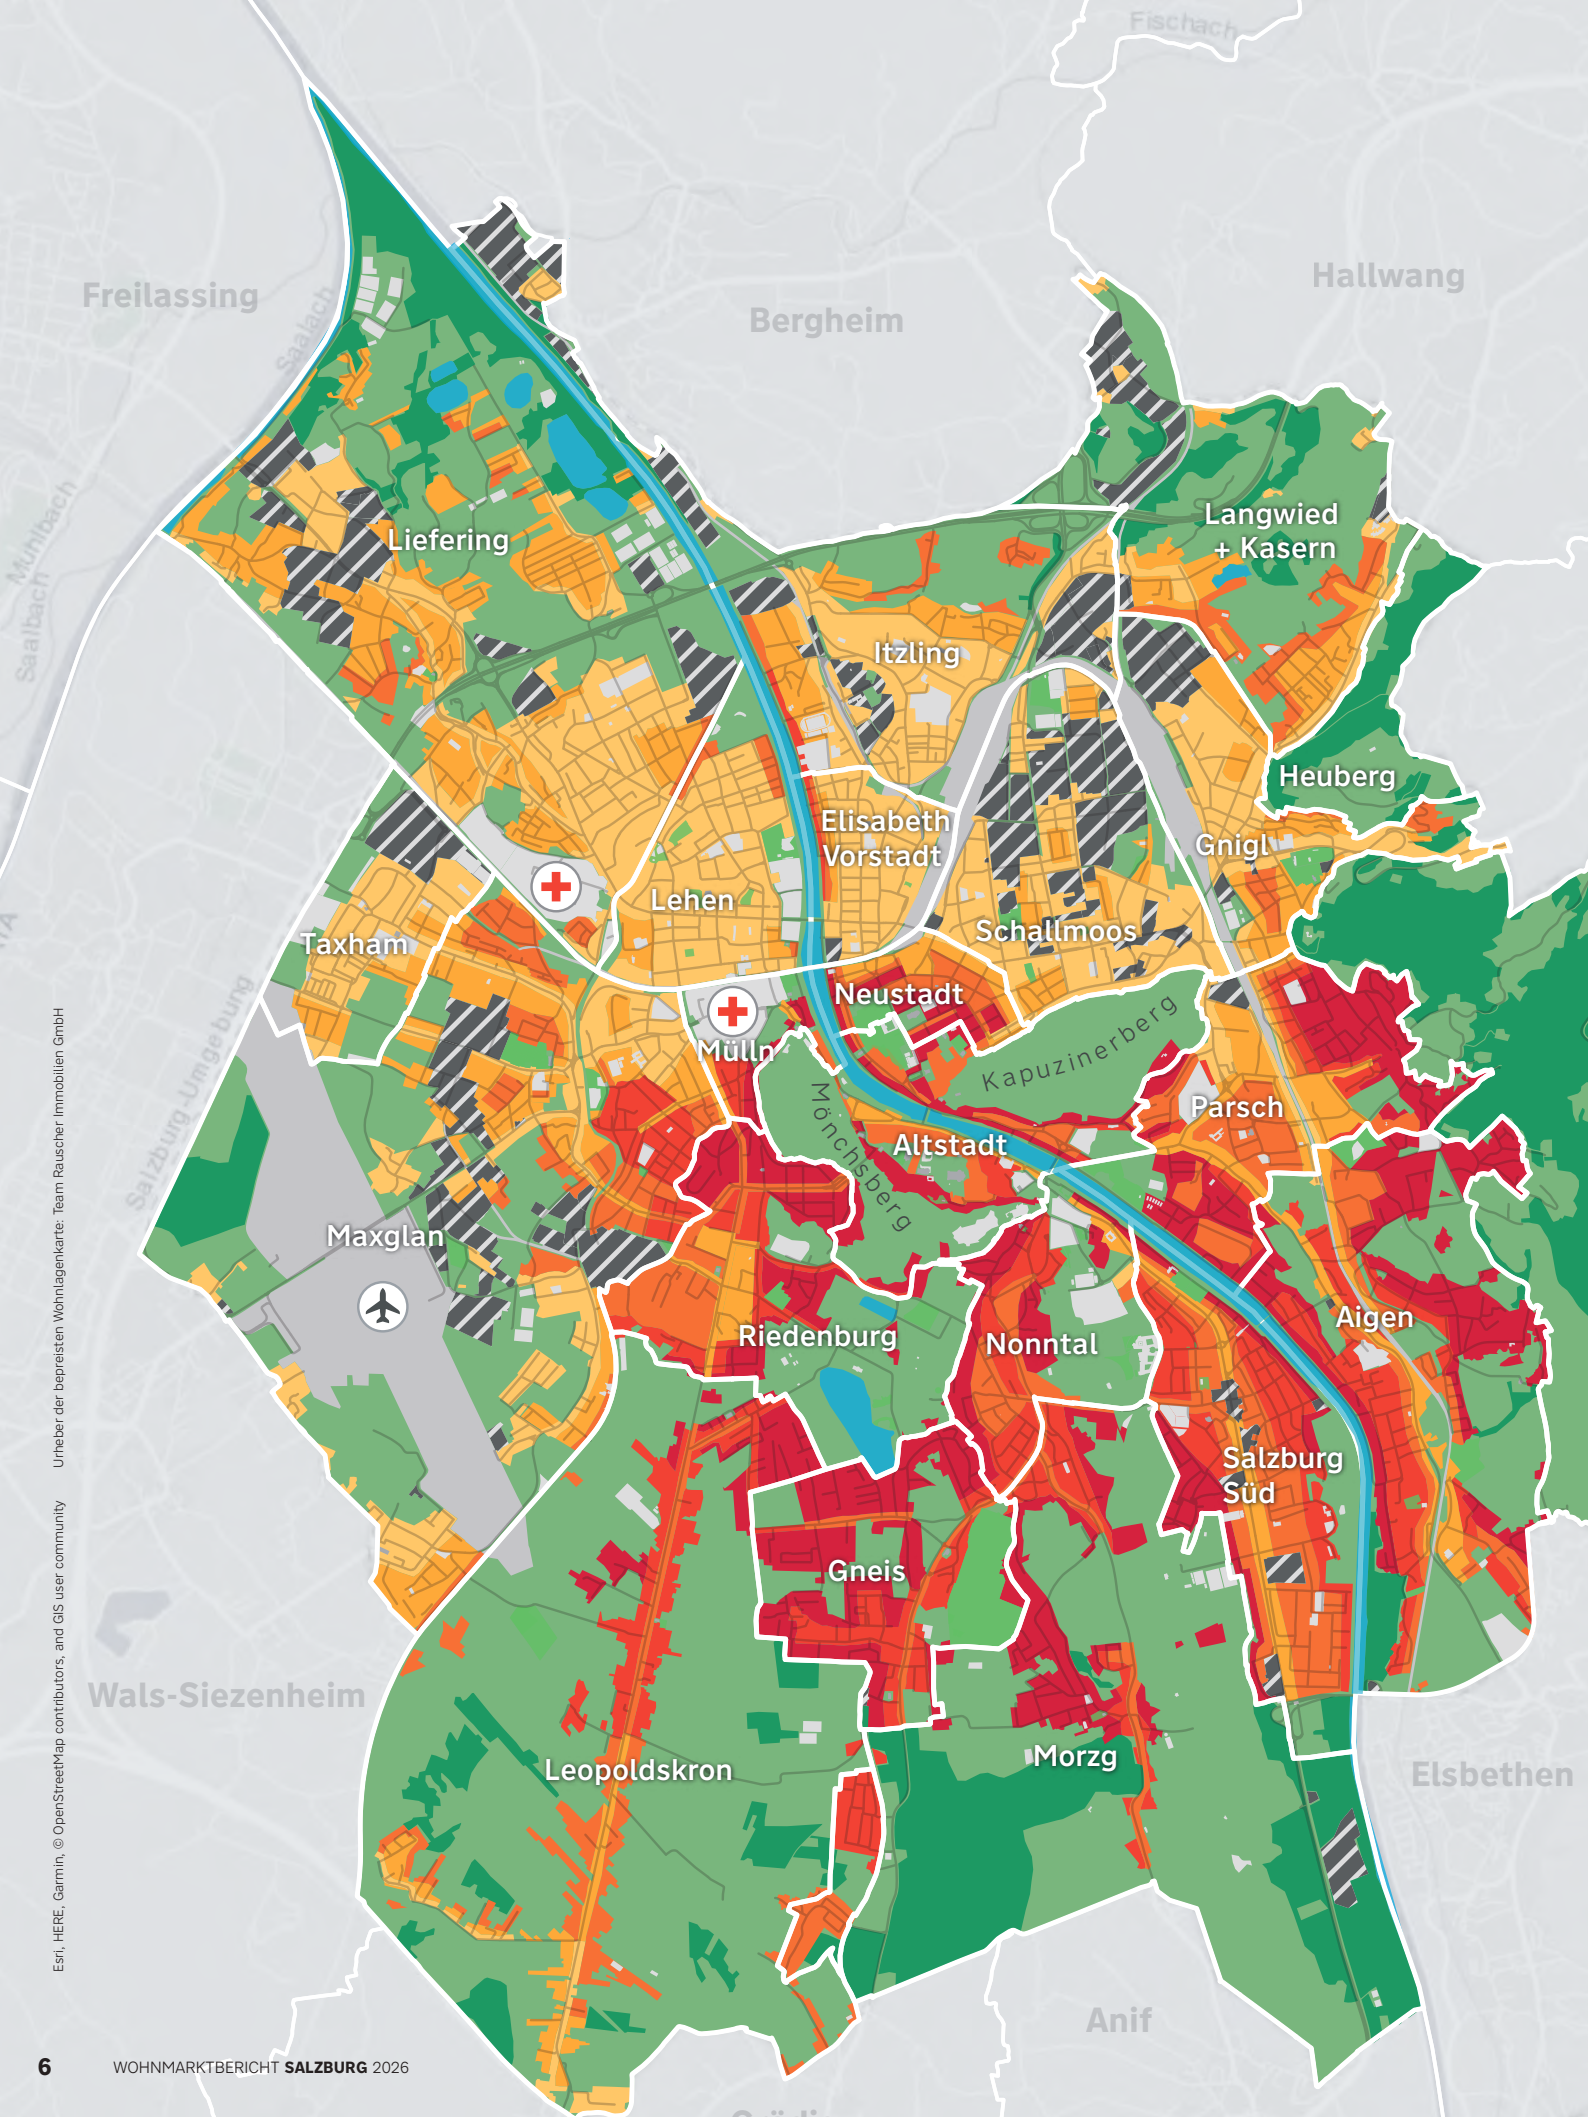 Fischach
Freilassing
Saalach
Bergheim
Hallwang
Mühlbach
Saalbach
Liefering
Langwied
+ Kasern
Itzling
Heuberg
Elisabeth
Vorstadt
Gnigl
Lehen
Taxham
Schallmoos
Neustadt
Salzburg-Umgebung
Mülln
Kapuzinerberg
Mönchsberg
Parsch
Altstadt
Maxglan
Riedenburg
Nonntal
Aigen
Salzburg
Süd
Gneis
Wals-Siezenheim
Leopoldskron
Morzg
Elsbethen
Anif
Esri, HERE, Garmin, © OpenStreetMap contributors, and GIS user community
Urheber der bepreisten Wohnlagenkarte: Team Rauscher Immobilien GmbH
6
WOHNMARKTBERICHT SALZBURG 2026